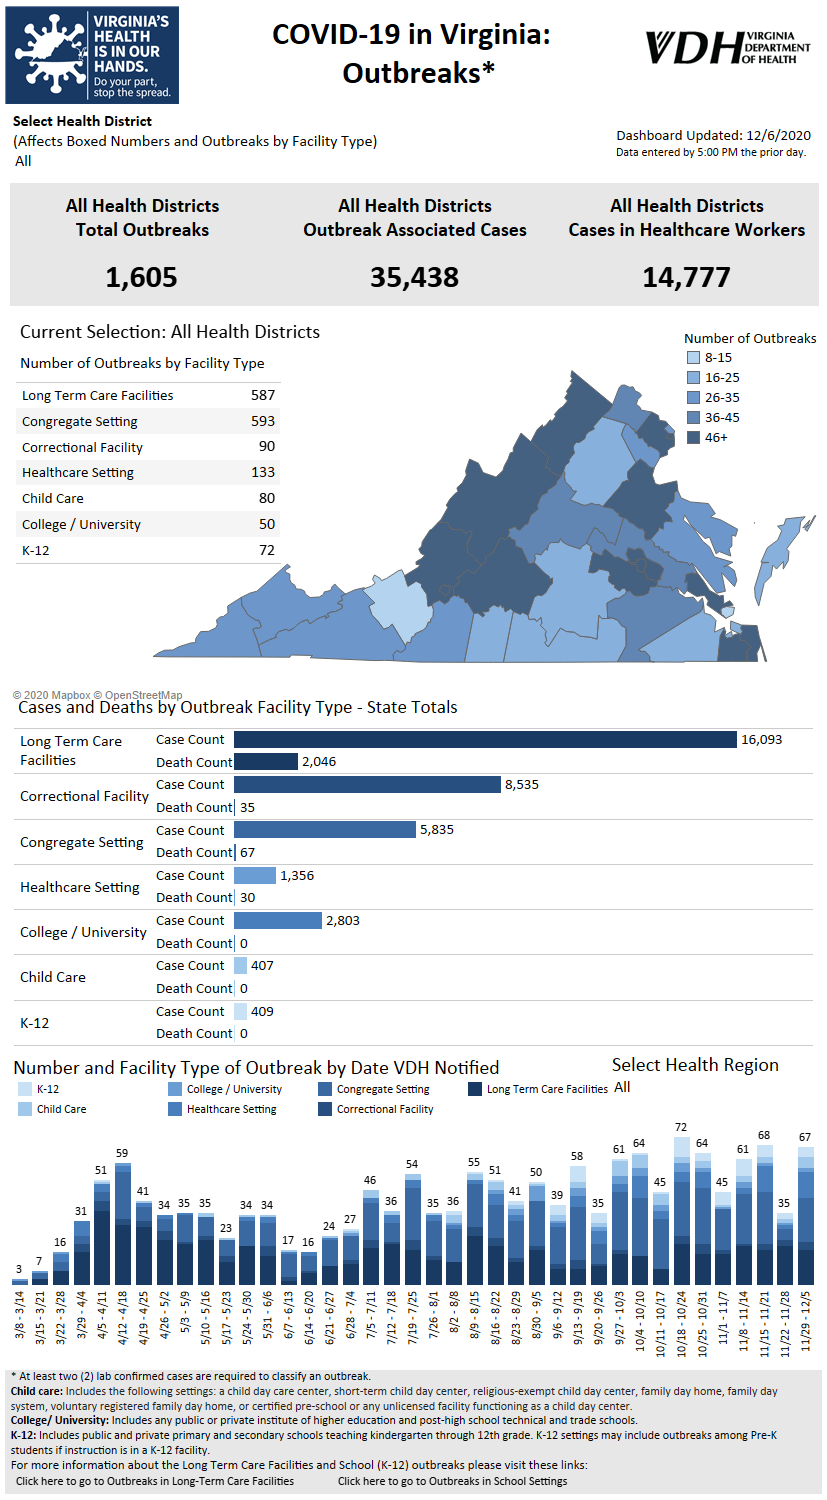 VIRGINIA'S
HEALTH
IS IN OUR
HANDS.
Do your part,
stop the spread.
COVID-19 in Virginia:
Outbreaks*
VDH VIRGINIA
DEPARTMENT
OF HEALTH
Select Health District
(Affects Boxed Numbers and Outbreaks by Facility Type)
All
Dashboard Updated: 12/6/2020
Data entered by 5:00 PM the prior day.
All Health Districts
Total Outbreaks
1,605
All Health Districts
Outbreak Associated Cases
35,438
All Health Districts
Cases in Healthcare Workers
14,777
Current Selection: All Health Districts
Number of Outbreaks by Facility Type
Long Term Care Facilities 587
Congregate Setting 593
Correctional Facility 90
Healthcare Setting 133
Child Care 80
College / University 50
K-12 72
Number of Outbreaks
8-15
16-25
26-35
36-45
46+
© 2020 Mapbox © OpenStreetMap
Cases and Deaths by Outbreak Facility Type - State Totals
Long Term Care
Facilities
Case Count 16,093
Death Count 2,046
Correctional Facility
Case Count 8,535
Death Count 35
Congregate Setting
Case Count 5,835
Death Count 67
Healthcare Setting
Case Count 1,356
Death Count 30
College / University
Case Count 2,803
Death Count 0
Child Care
Case Count 407
Death Count 0
K-12
Case Count 409
Death Count 0
Number and Facility Type of Outbreak by Date VDH Notified
Select Health Region
All
K-12 College / University Congregate Setting Long Term Care Facilities
Child Care Healthcare Setting Correctional Facility
3 7 16 31 51 59 41 34 35 35 23 34 34 17 16 24 27 46 36 54 35 36 55 51 41 50 39 58 35 61 64 45 72 64 45 61 68 35 67
3/8 - 3/14
3/15 - 3/21
3/22 - 3/28
3/29 - 4/4
4/5 - 4/11
4/12 - 4/18
4/19 - 4/25
4/26 - 5/2
5/3 - 5/9
5/10 - 5/16
5/17 - 5/23
5/24 - 5/30
5/31 - 6/6
6/7 - 6/13
6/14 - 6/20
6/21 - 6/27
6/28 - 7/4
7/5 - 7/11
7/12 - 7/18
7/19 - 7/25
7/26 - 8/1
8/2 - 8/8
8/9 - 8/15
8/16 - 8/22
8/23 - 8/29
8/30 - 9/5
9/6 - 9/12
9/13 - 9/19
9/20 - 9/26
9/27 - 10/3
10/4 - 10/10
10/11 - 10/17
10/18 - 10/24
10/25 - 10/31
11/1 - 11/7
11/8 - 11/14
11/15 - 11/21
11/22 - 11/28
11/29 - 12/5
* At least two (2) lab confirmed cases are required to classify an outbreak.
Child care: Includes the following settings: a child day care center, short-term child day center, religious-exempt child day center, family day home, family day
system, voluntary registered family day home, or certified pre-school or any unlicensed facility functioning as a child day center.
College/ University: Includes any public or private institute of higher education and post-high school technical and trade schools.
K-12: Includes public and private primary and secondary schools teaching kindergarten through 12th grade. K-12 settings may include outbreaks among Pre-K
students if instruction is in a K-12 facility.
For more information about the Long Term Care Facilities and School (K-12) outbreaks please visit these links:
Click here to go to Outbreaks in Long-Term Care Facilities Click here to go to Outbreaks in School Settings